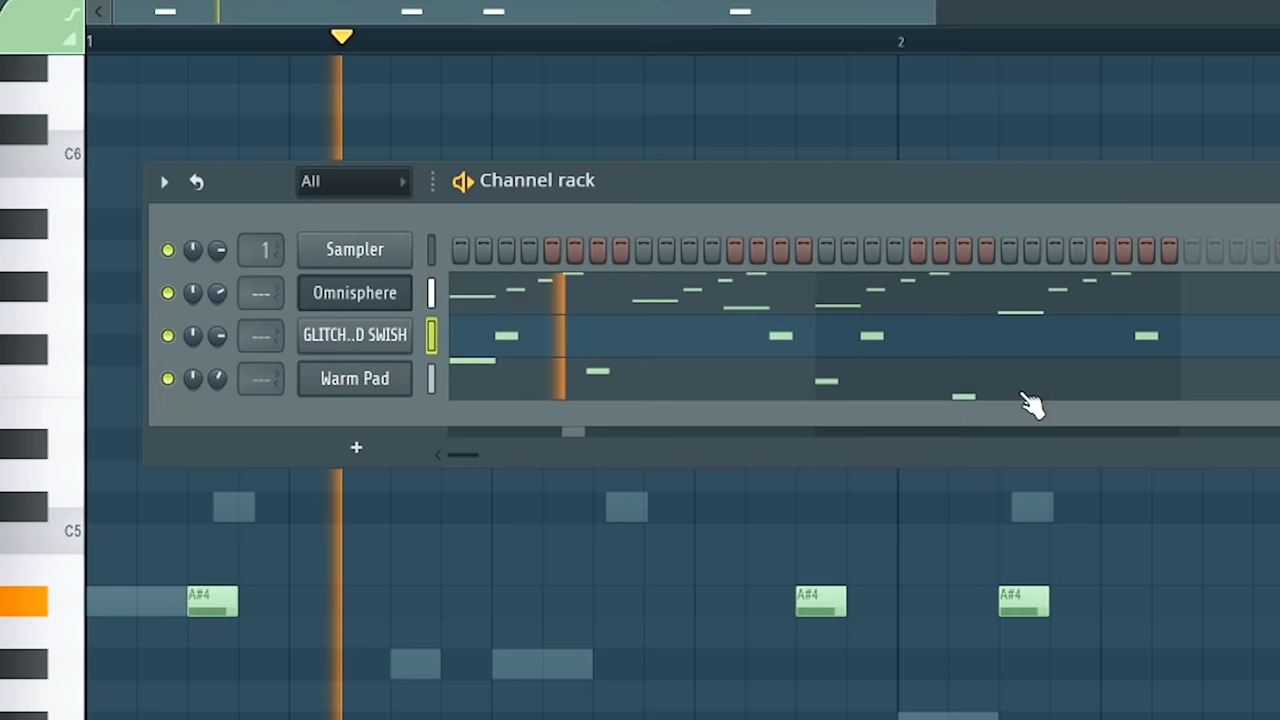 1
2
C6
All
Channel rack
1
Sampler
---
Omnisphere
---
GLITCH..D SWISH
---
Warm Pad
+
C5
A#4
A#4
A#4